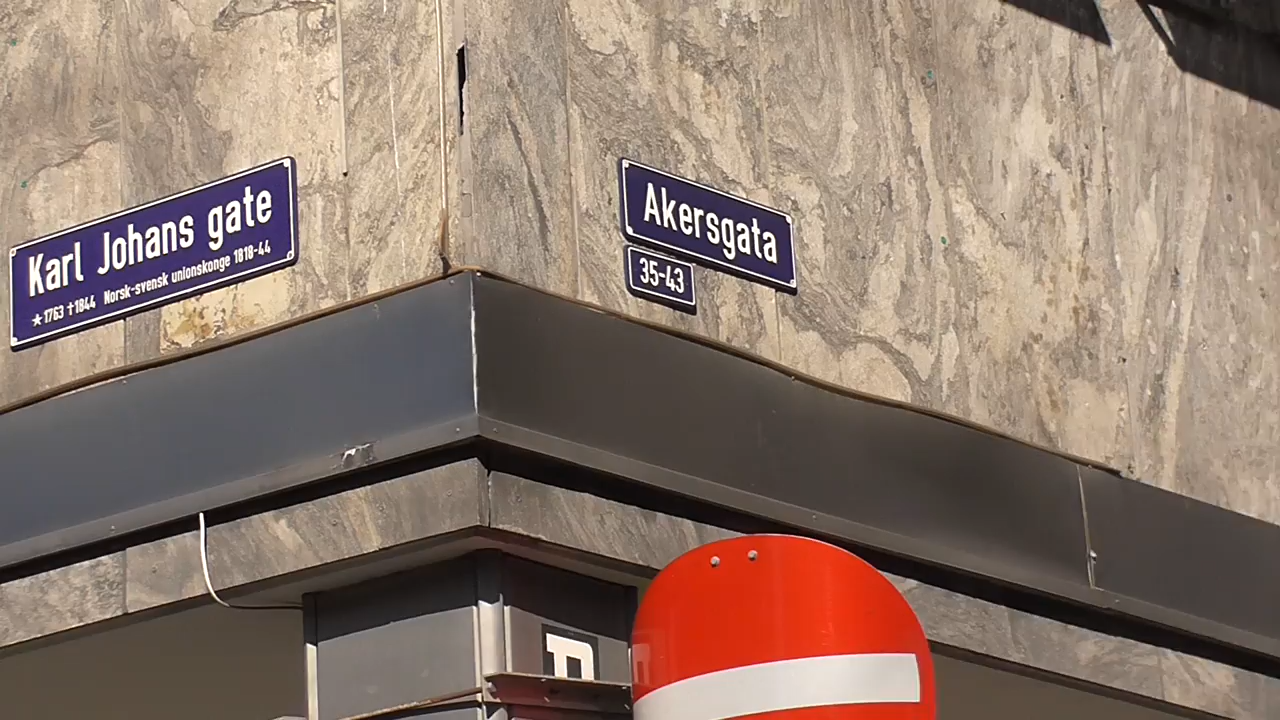 Karl Johans gate
★1763 †1844 Norsk-svensk unionskonge 1818-44
Akersgata
35-43